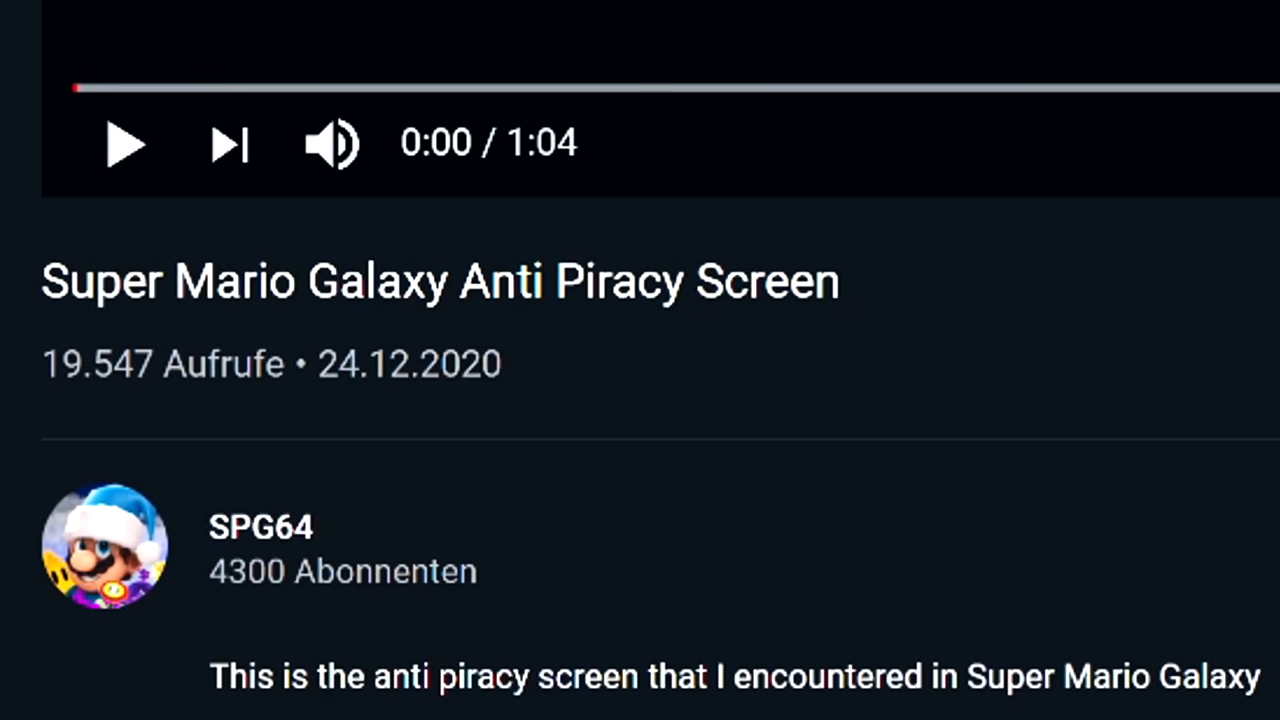 0:00 / 1:04
Super Mario Galaxy Anti Piracy Screen
19.547 Aufrufe • 24.12.2020
SPG64
4300 Abonnenten
This is the anti piracy screen that I encountered in Super Mario Galaxy